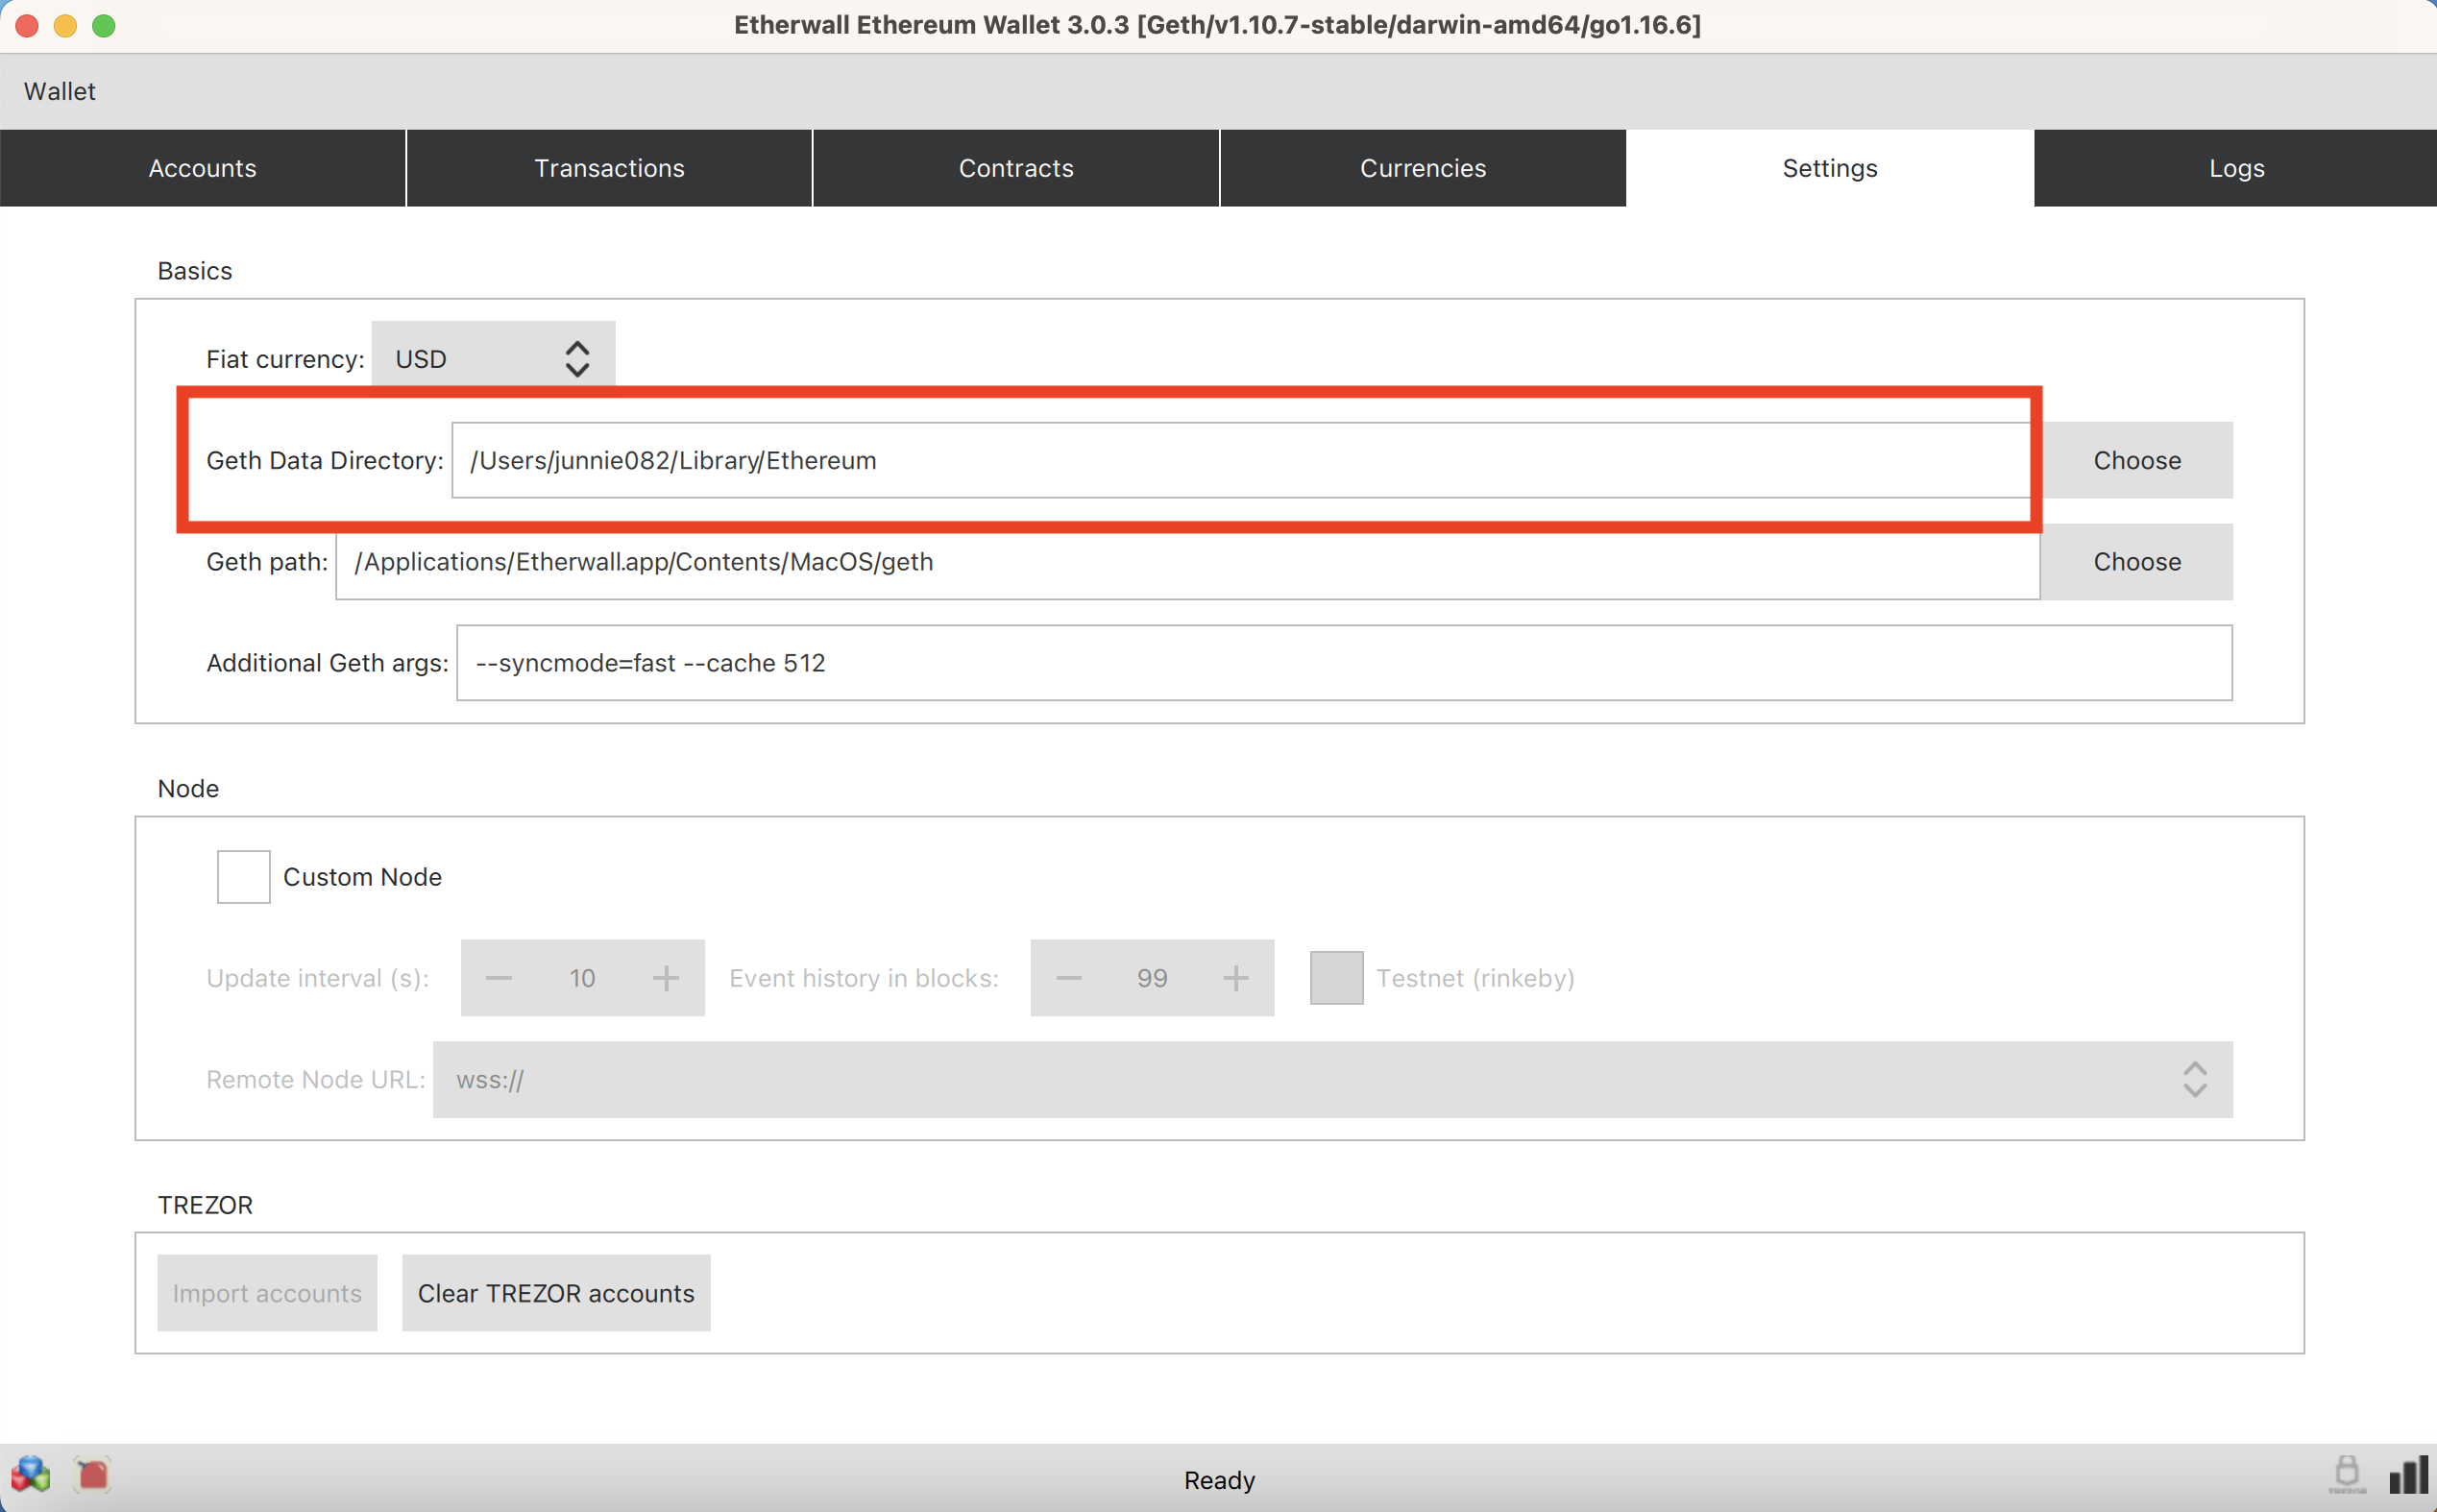 Etherwall Ethereum Wallet 3.0.3 [Geth/v1.10.7-stable/darwin-amd64/go1.16.6]
Wallet
Accounts Transactions Contracts Currencies Settings Logs
Basics
Fiat currency: USD
Geth Data Directory: /Users/junnie082/Library/Ethereum Choose
Geth path: /Applications/Etherwall.app/Contents/MacOS/geth Choose
Additional Geth args: --syncmode=fast --cache 512
Node
Custom Node
Update interval (s): − 10 + Event history in blocks: − 99 + Testnet (rinkeby)
Remote Node URL: wss://
TREZOR
Import accounts Clear TREZOR accounts
Ready
TREZOR